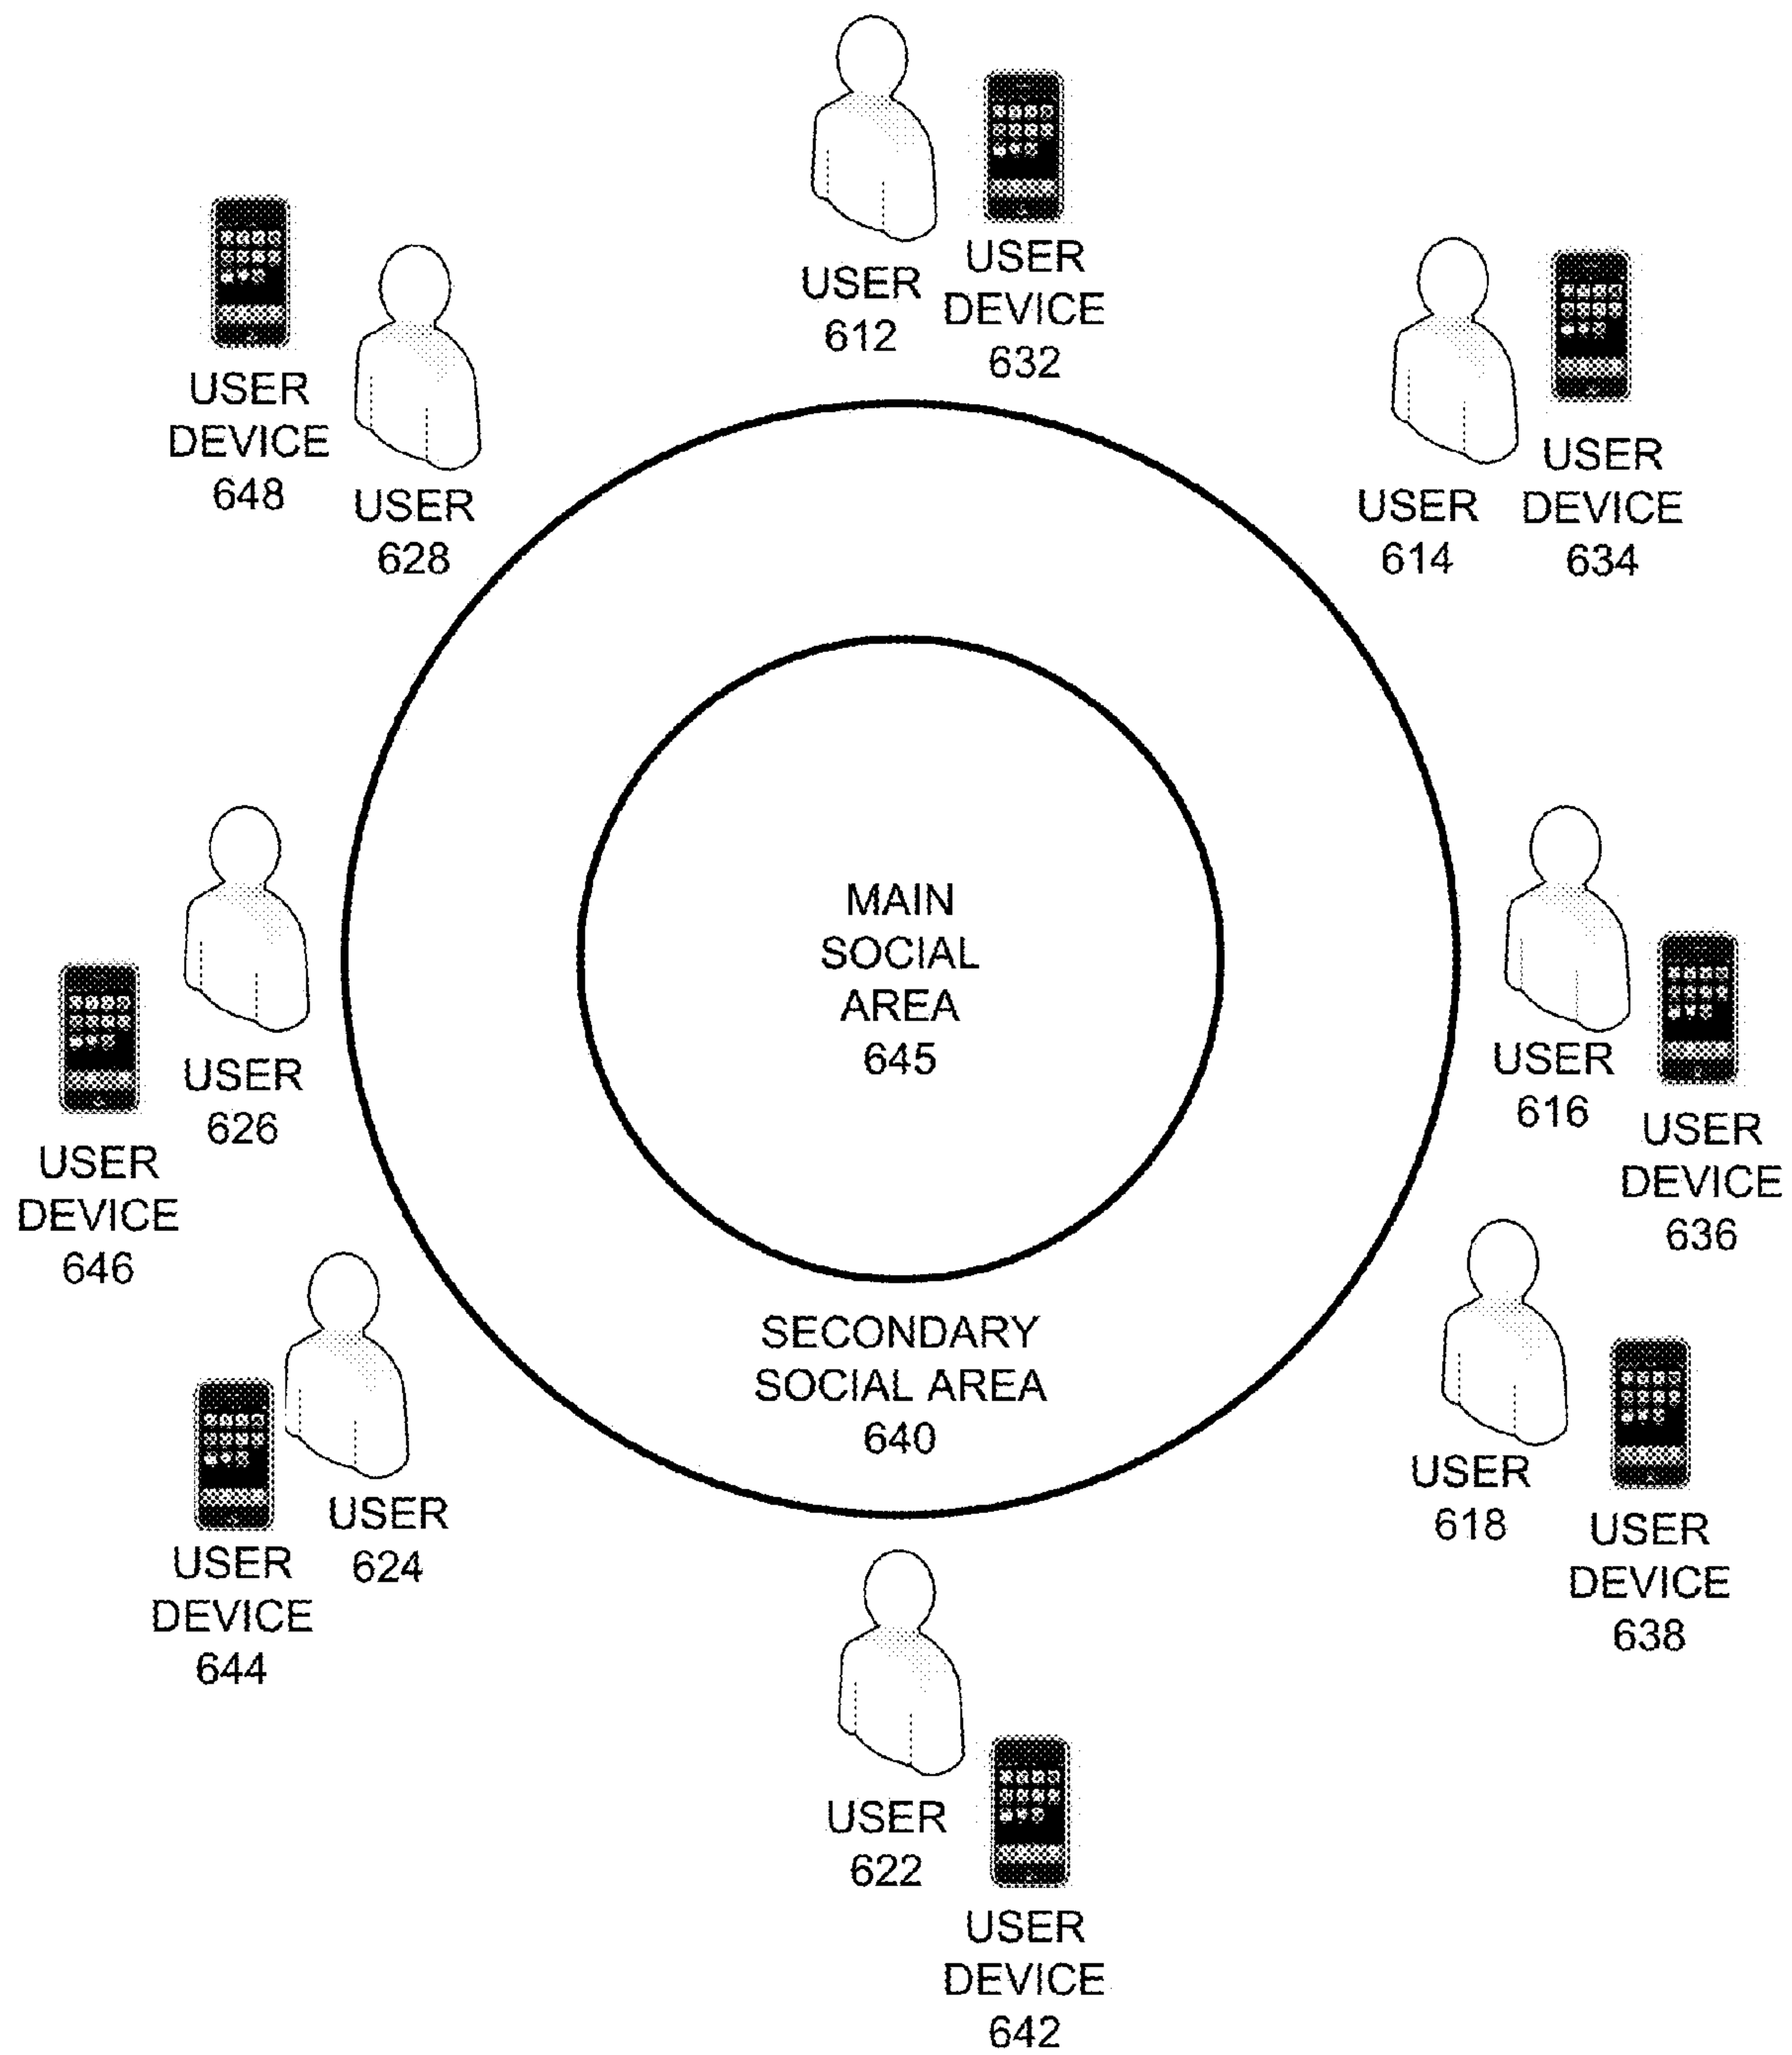 USER
612
USER
DEVICE
632
USER
DEVICE
648
USER
628
USER
614
USER
DEVICE
634
MAIN
SOCIAL
AREA
645
USER
626
USER
DEVICE
646
USER
616
USER
DEVICE
636
SECONDARY
SOCIAL AREA
640
USER
624
USER
DEVICE
644
USER
618
USER
DEVICE
638
USER
622
USER
DEVICE
642